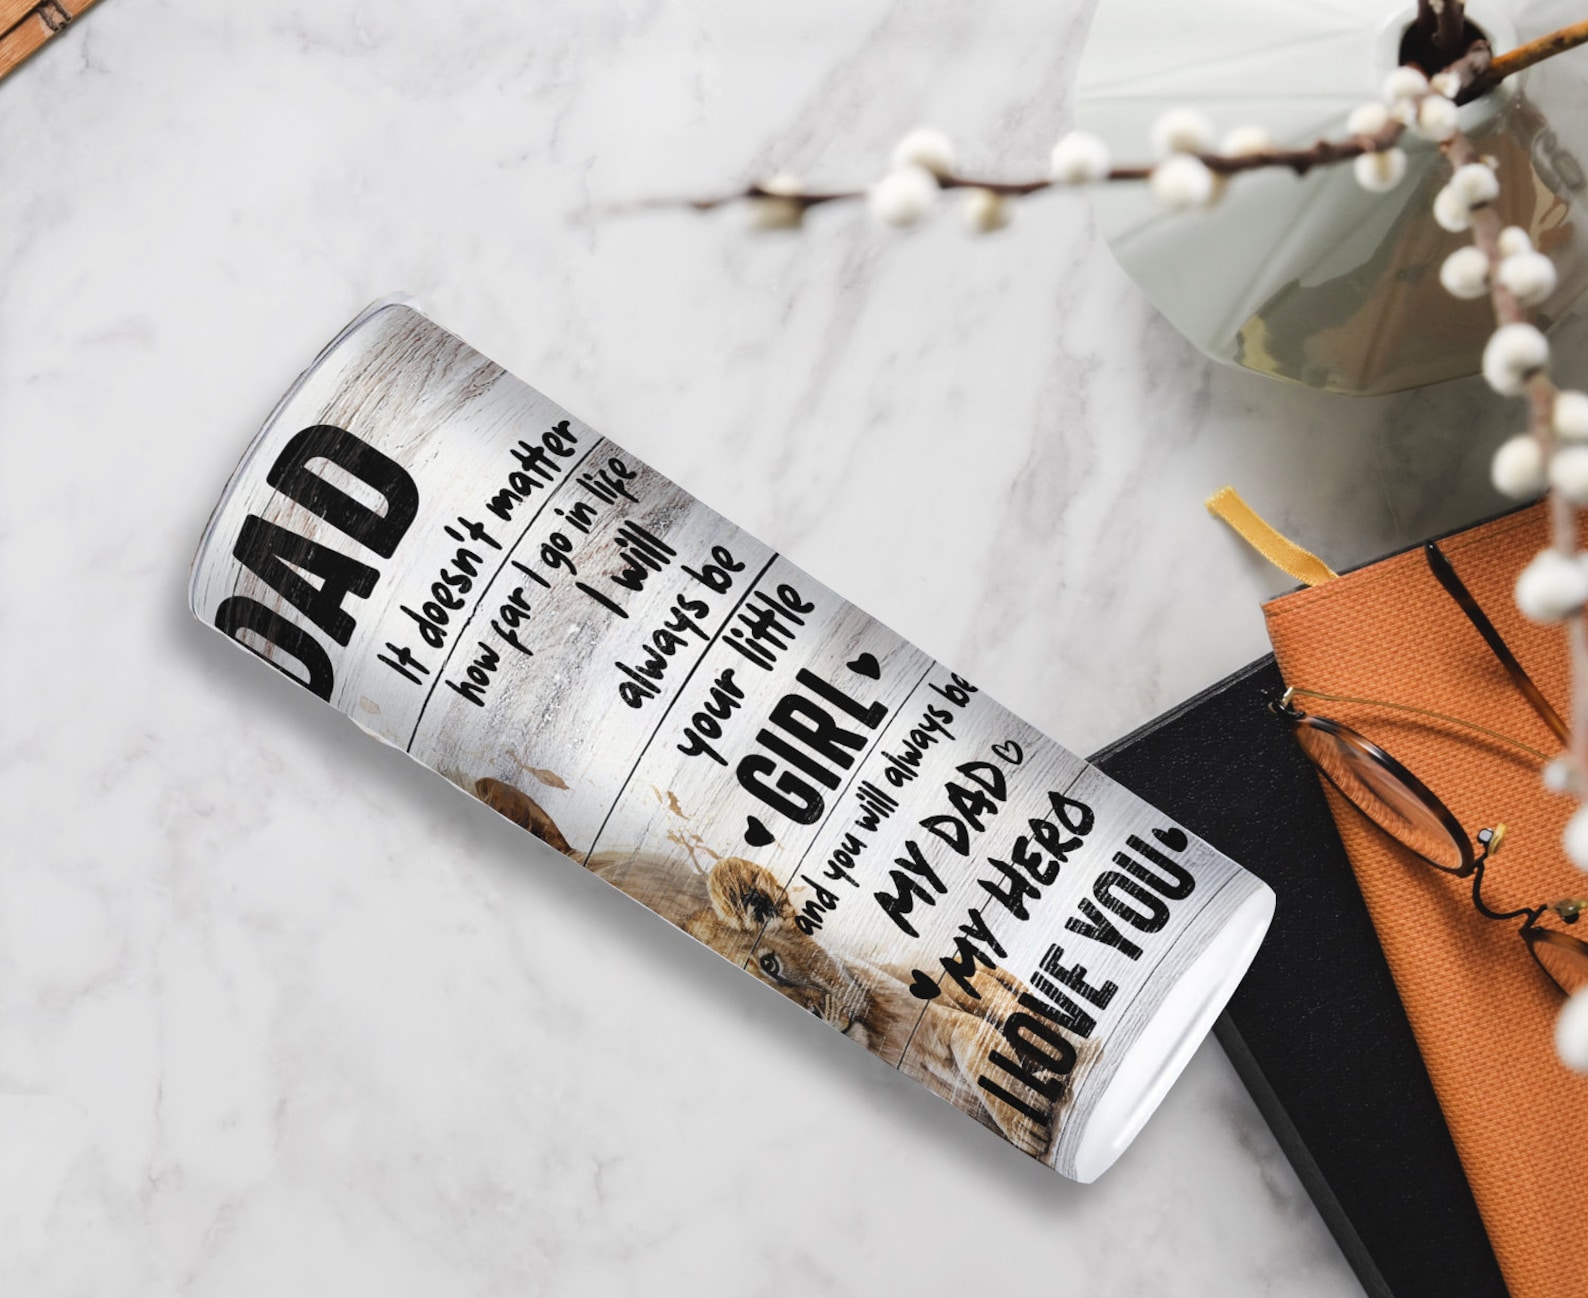 DAD
It doesn't matter
how far I go in life
I will
always be
your little
GIRL
and you will always be
MY DAD
MY HERO
I LOVE YOU